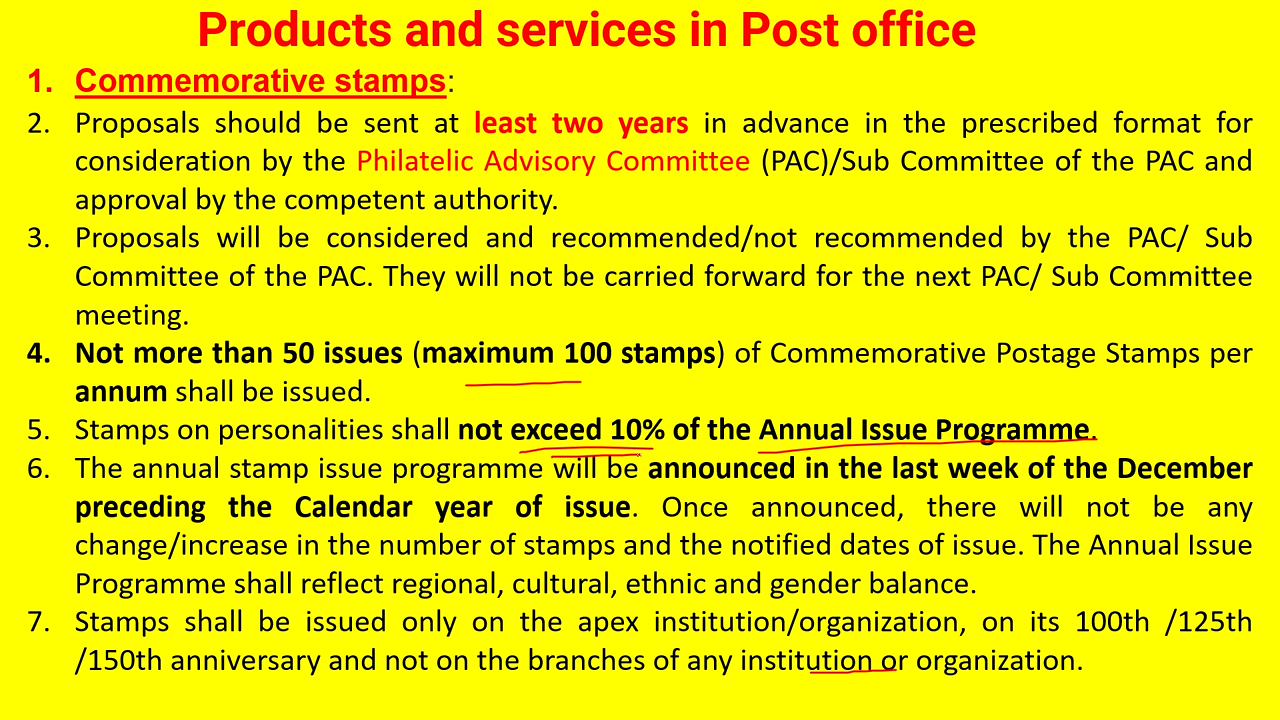 Products and services in Post office
1. Commemorative stamps:
2. Proposals should be sent at least two years in advance in the prescribed format for
consideration by the Philatelic Advisory Committee (PAC)/Sub Committee of the PAC and
approval by the competent authority.
3. Proposals will be considered and recommended/not recommended by the PAC/ Sub
Committee of the PAC. They will not be carried forward for the next PAC/ Sub Committee
meeting.
4. Not more than 50 issues (maximum 100 stamps) of Commemorative Postage Stamps per
annum shall be issued.
5. Stamps on personalities shall not exceed 10% of the Annual Issue Programme.
6. The annual stamp issue programme will be announced in the last week of the December
preceding the Calendar year of issue. Once announced, there will not be any
change/increase in the number of stamps and the notified dates of issue. The Annual Issue
Programme shall reflect regional, cultural, ethnic and gender balance.
7. Stamps shall be issued only on the apex institution/organization, on its 100th /125th
/150th anniversary and not on the branches of any institution or organization.